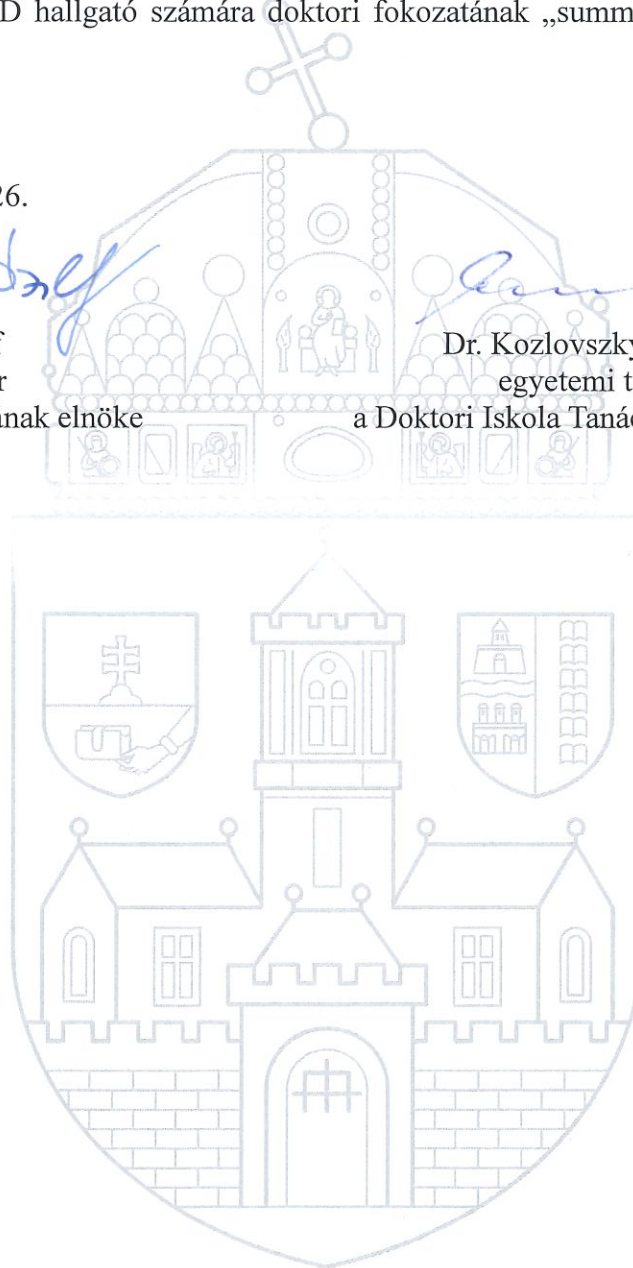 D hallgató számára doktori fokozatának „summ
26.
Dr. Kozlovszky
egyetemi t
ának elnöke a Doktori Iskola Tanác